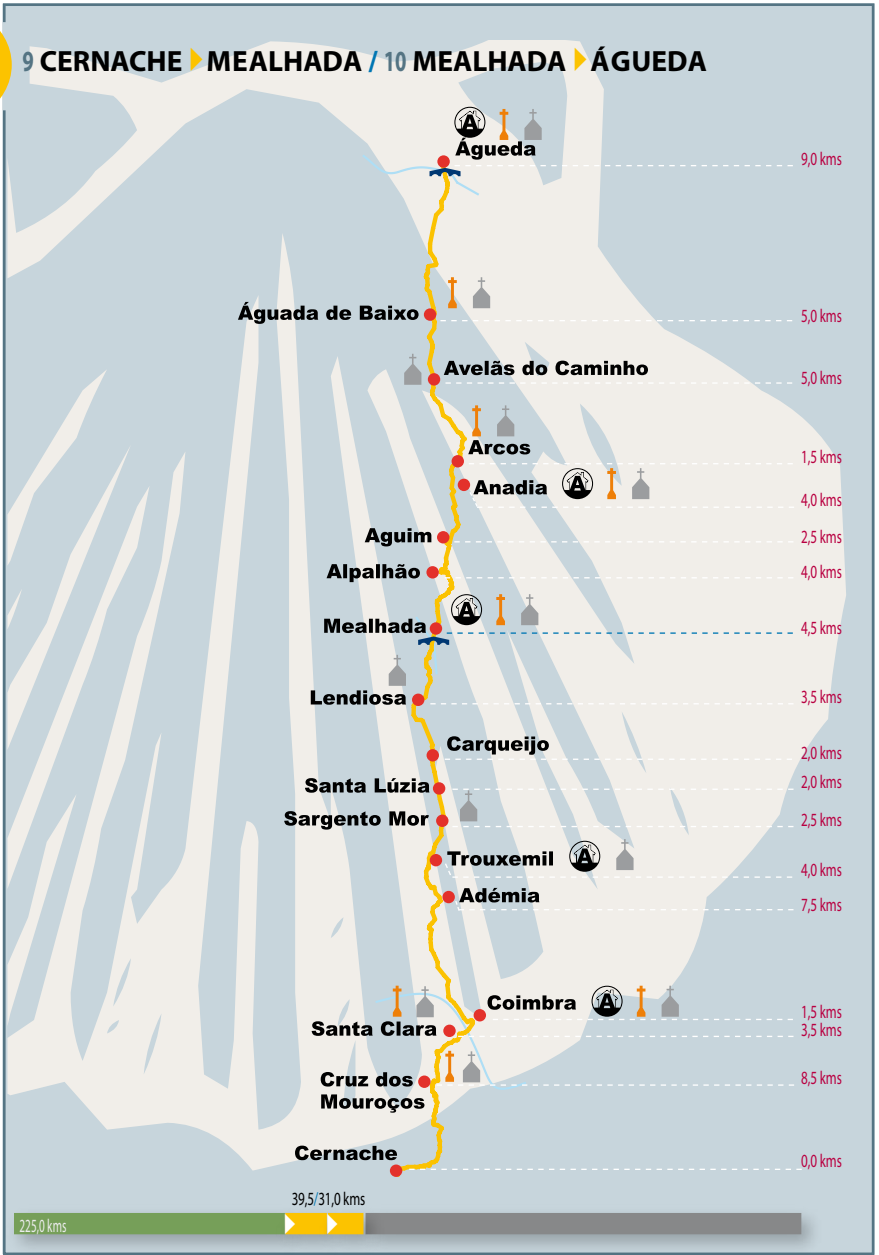 9 CERNACHE MEALHADA / 10 MEALHADA ÁGUEDA
A
Águeda
9,0 kms
Águada de Baixo
5,0 kms
Avelãs do Caminho
5,0 kms
Arcos
1,5 kms
Anadia A
4,0 kms
Aguim
2,5 kms
Alpalhão
4,0 kms
A
Mealhada
4,5 kms
Lendiosa
3,5 kms
Carqueijo
2,0 kms
Santa Lúzia
2,0 kms
Sargento Mor
2,5 kms
Trouxemil A
4,0 kms
Adémia
7,5 kms
Coimbra A
1,5 kms
Santa Clara
3,5 kms
Cruz dos
Mouroços
8,5 kms
Cernache
0,0 kms
39,5/31,0 kms
225,0 kms